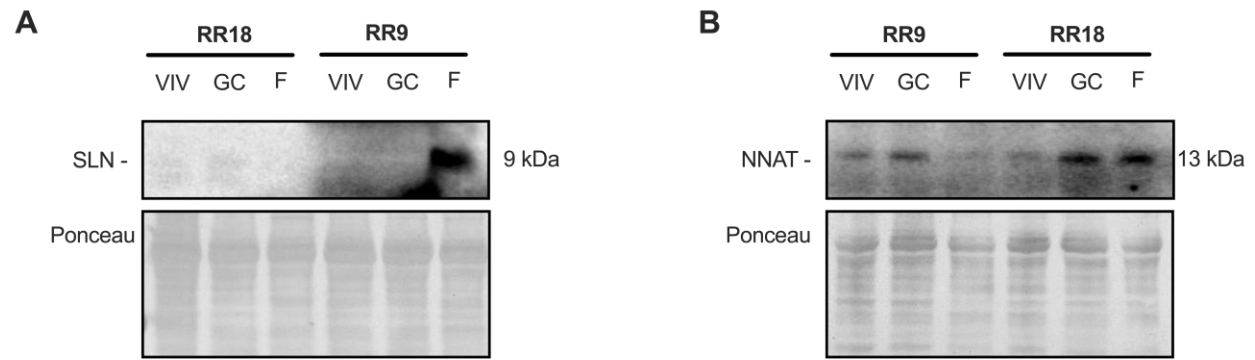 A
RR18 RR9
VIV GC F VIV GC F
SLN - 9 kDa
Ponceau
B
RR9 RR18
VIV GC F VIV GC F
NNAT - 13 kDa
Ponceau